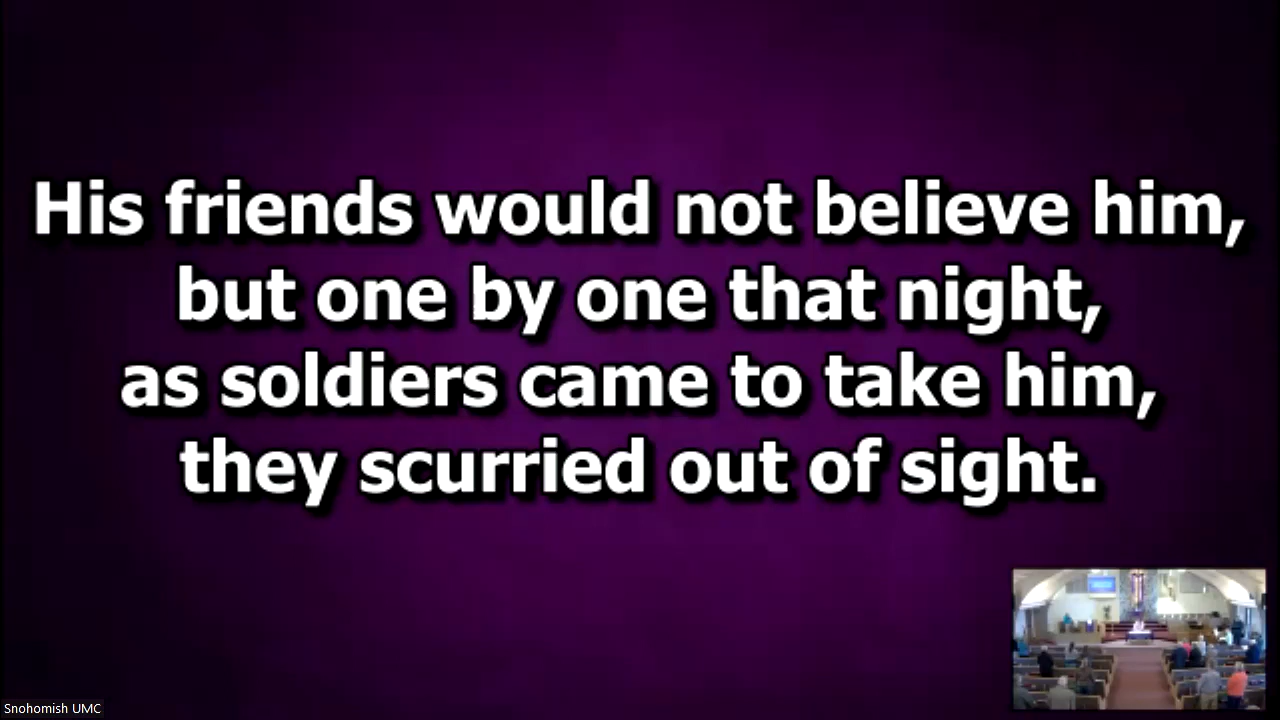 His friends would not believe him,
but one by one that night,
as soldiers came to take him,
they scurried out of sight.
Snohomish UMC